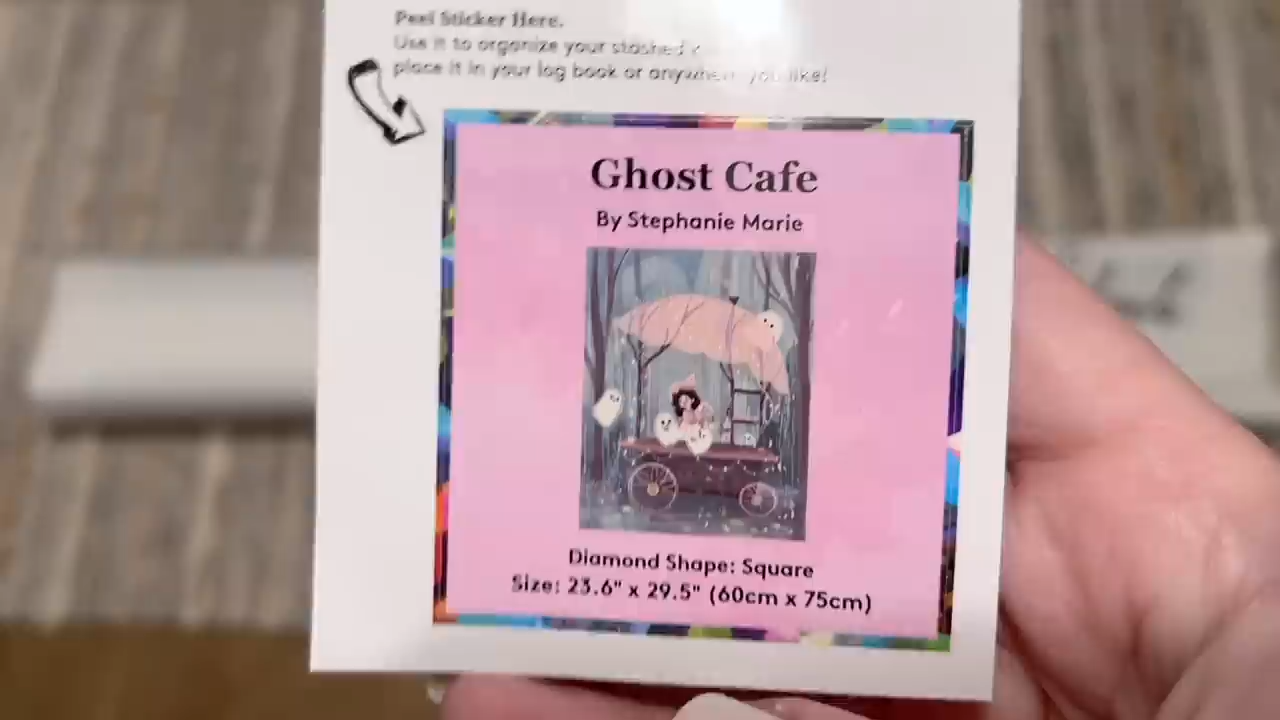 Peel Sticker Here.
Use it to organize your stashed
place it in your log book or anywhere you like!
Ghost Cafe
By Stephanie Marie
Diamond Shape: Square
Size: 23.6" x 29.5" (60cm x 75cm)